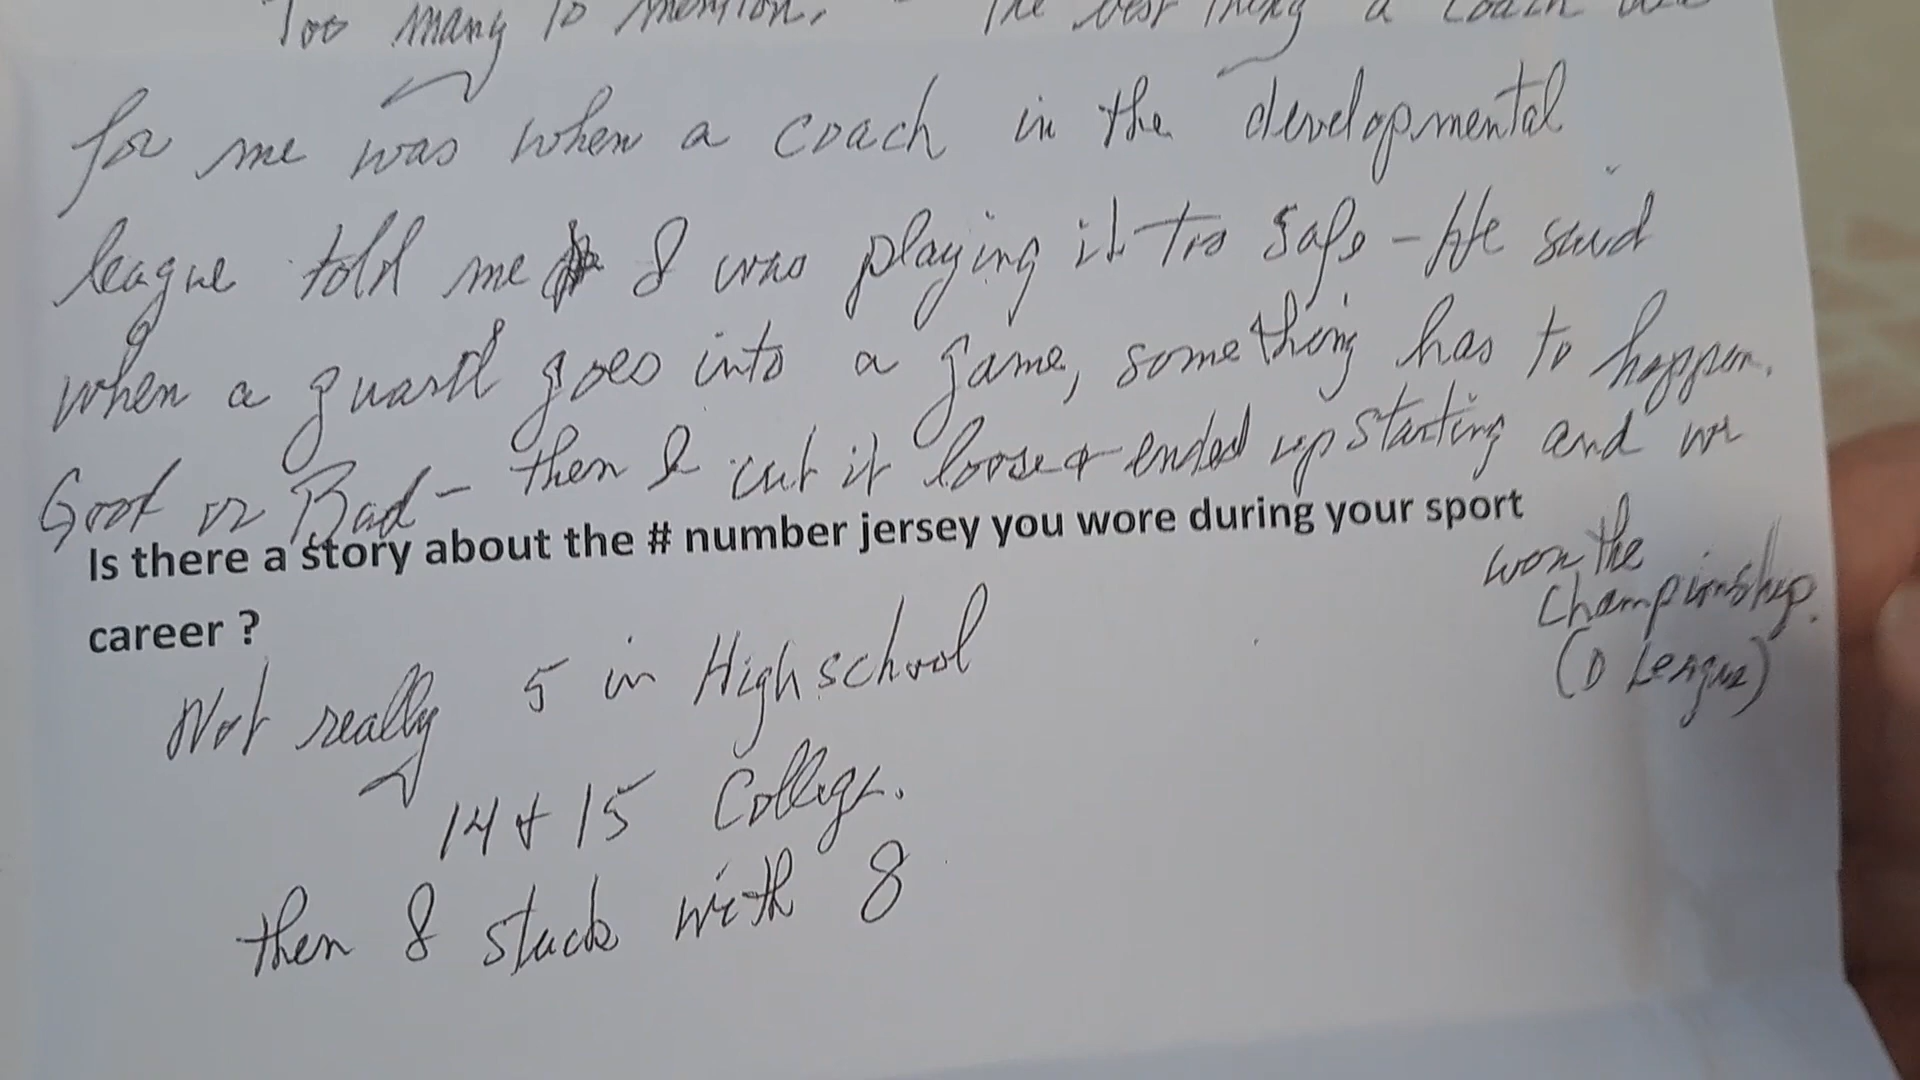 Too many to mention. The best thing a coach did
for me was when a coach in the developmental
league told me I was playing it too safe - He said
when a guard goes into a game, something has to happen.
Good or Bad - then I cut it loose & ended up starting and we
won the
Championship.
(D League)
Is there a story about the # number jersey you wore during your sport
career ?
Not really 5 in High school
14 & 15 College.
then I stuck with 8